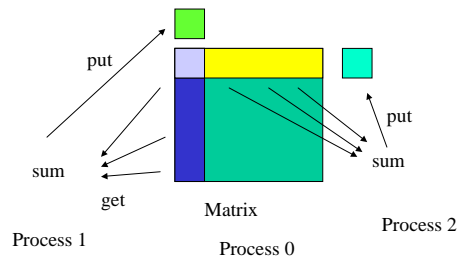 put
put
sum
sum
get
Matrix
Process 1
Process 0
Process 2